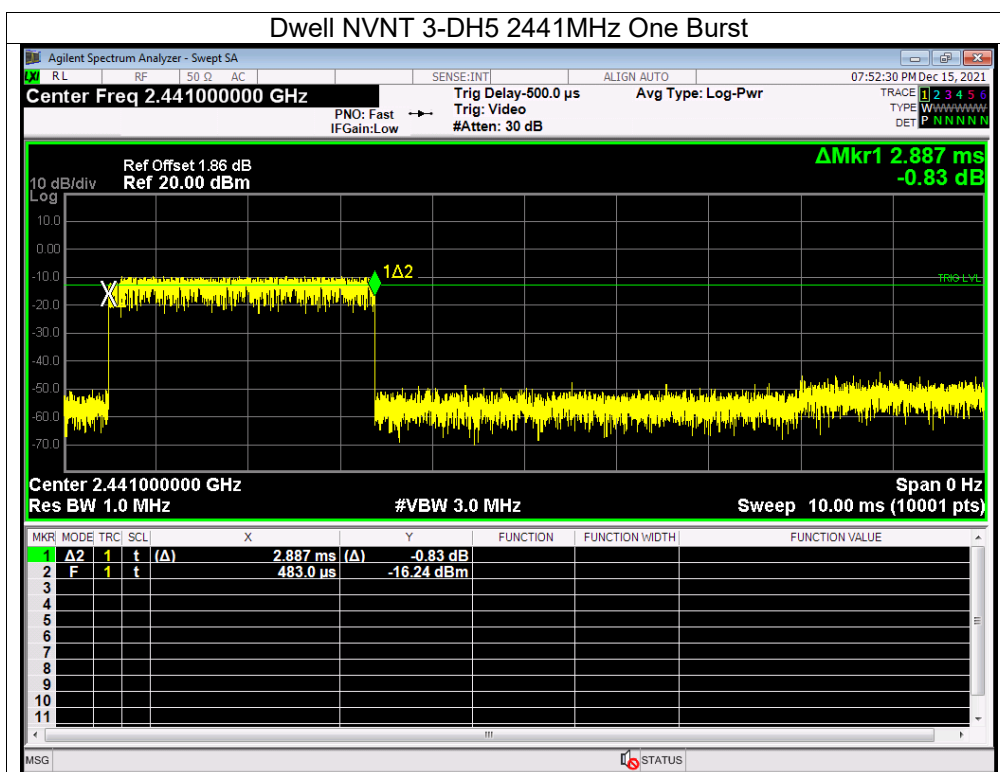 Dwell NVNT 3-DH5 2441MHz One Burst
Agilent Spectrum Analyzer - Swept SA
LXI RL RF 50 Ω AC SENSE:INT ALIGN AUTO 07:52:30 PM Dec 15, 2021
Center Freq 2.441000000 GHz Trig Delay-500.0 µs Avg Type: Log-Pwr TRACE 1 2 3 4 5 6
PNO: Fast Trig: Video TYPE WWWWWW
IFGain:Low #Atten: 30 dB DET P N N N N N
ΔMkr1 2.887 ms
-0.83 dB
Ref Offset 1.86 dB
10 dB/div Ref 20.00 dBm
Log
10.0
0.00
-10.0
1Δ2
TRIG LVL
-20.0
-30.0
-40.0
-50.0
-60.0
-70.0
Center 2.441000000 GHz Span 0 Hz
Res BW 1.0 MHz #VBW 3.0 MHz Sweep 10.00 ms (10001 pts)
MKR MODE TRC SCL X Y FUNCTION FUNCTION WIDTH FUNCTION VALUE
1 Δ2 1 t (Δ) 2.887 ms (Δ) -0.83 dB
2 F 1 t 483.0 µs -16.24 dBm
3
4
5
6
7
8
9
10
11
MSG STATUS